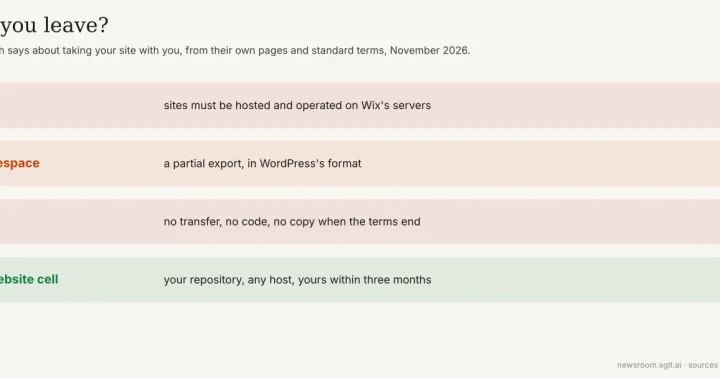 you leave?
h says about taking your site with you, from their own pages and standard terms, November 2026.
sites must be hosted and operated on Wix's servers
espace a partial export, in WordPress's format
no transfer, no code, no copy when the terms end
ebsite cell your repository, any host, yours within three months
newsroom.sgit.ai · sources